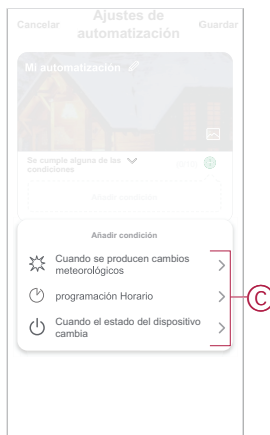 Cancelar
Ajustes de
automatización
Guardar
Mi automatización
Se cumple alguna de las
condiciones
Añadir condición
Añadir condición
Cuando se producen cambios
meteorológicos
programación Horario
Cuando el estado del dispositivo
cambia
C